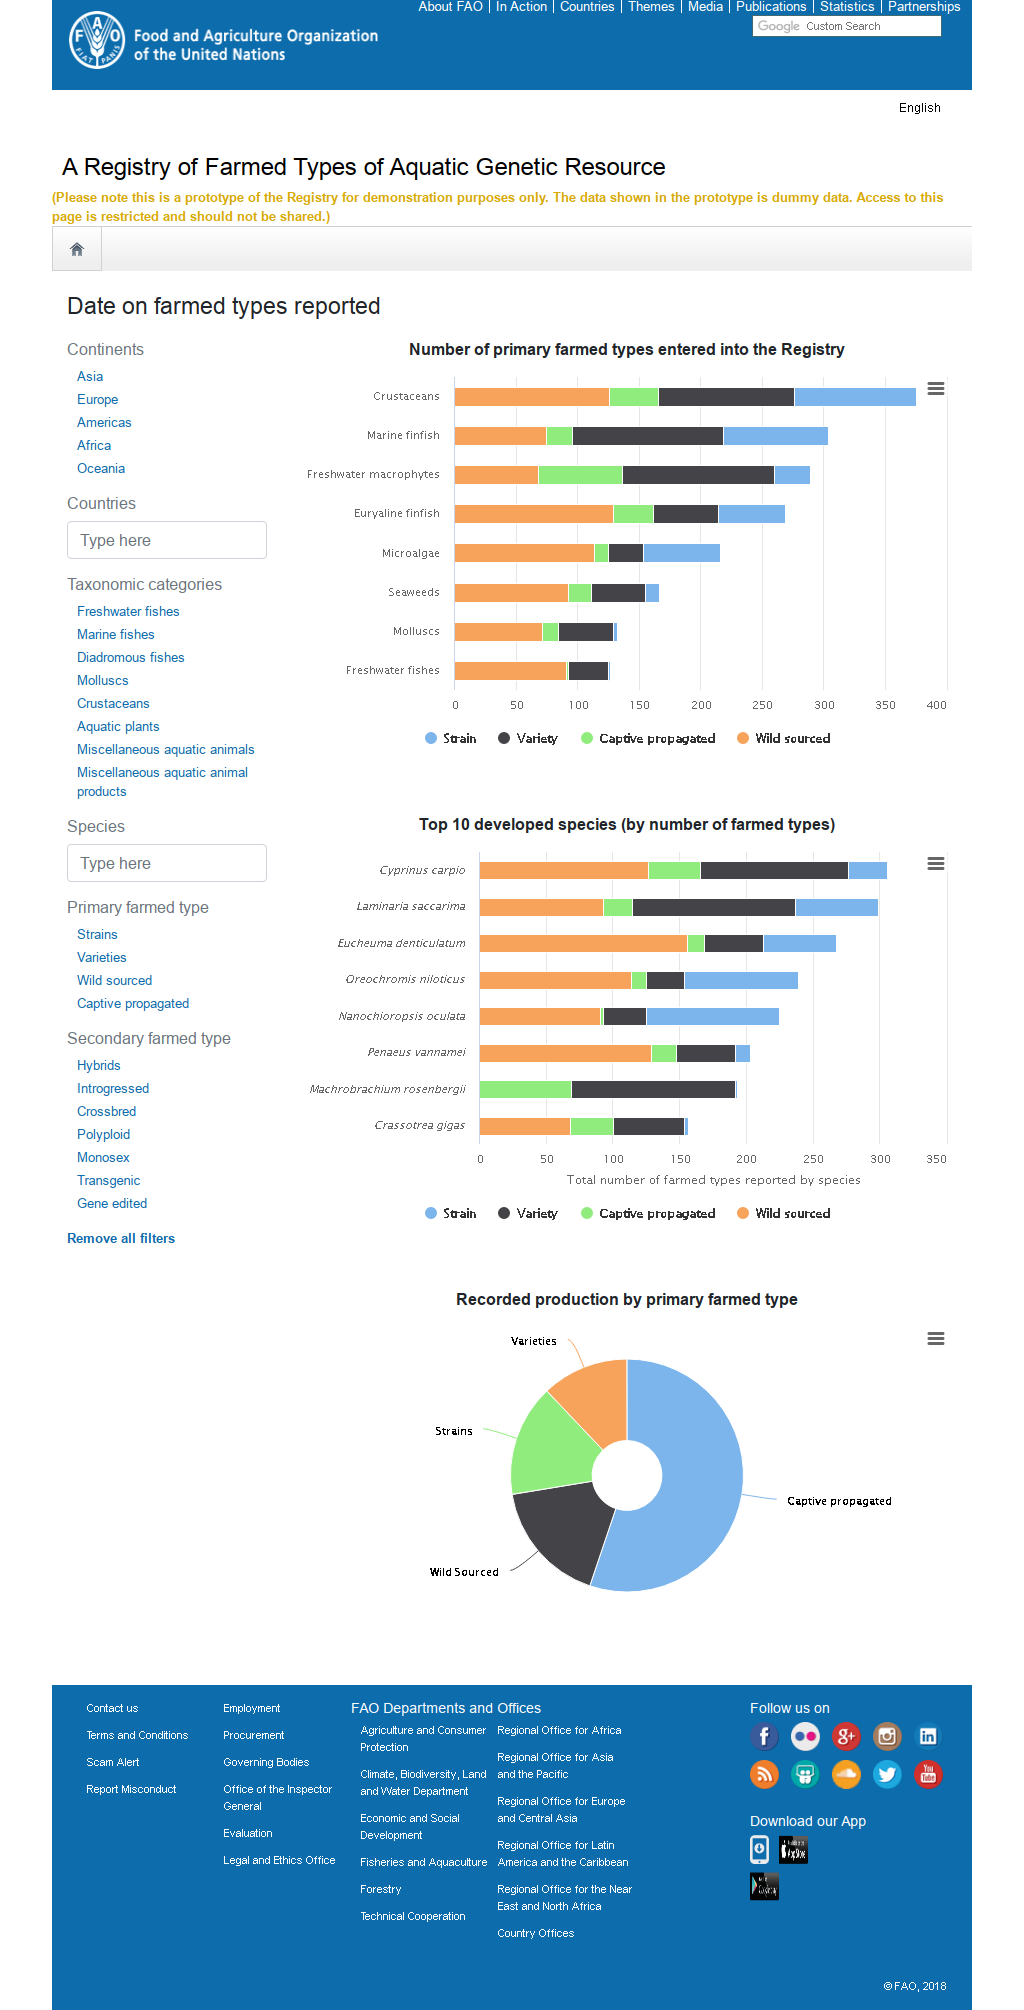 About FAO | In Action | Countries | Themes | Media | Publications | Statistics | Partnerships
Google Custom Search
FAO
FIAT PANIS
Food and Agriculture Organization
of the United Nations
English
A Registry of Farmed Types of Aquatic Genetic Resource
(Please note this is a prototype of the Registry for demonstration purposes only. The data shown in the prototype is dummy data. Access to this
page is restricted and should not be shared.)
Date on farmed types reported
Continents
Asia
Europe
Americas
Africa
Oceania
Countries
Type here
Taxonomic categories
Freshwater fishes
Marine fishes
Diadromous fishes
Molluscs
Crustaceans
Aquatic plants
Miscellaneous aquatic animals
Miscellaneous aquatic animal
products
Species
Type here
Primary farmed type
Strains
Varieties
Wild sourced
Captive propagated
Secondary farmed type
Hybrids
Introgressed
Crossbred
Polyploid
Monosex
Transgenic
Gene edited
Remove all filters
Number of primary farmed types entered into the Registry
Crustaceans
Marine finfish
Freshwater macrophytes
Euryaline finfish
Microalgae
Seaweeds
Molluscs
Freshwater fishes
0 50 100 150 200 250 300 350 400
Strain Variety Captive propagated Wild sourced
Top 10 developed species (by number of farmed types)
Cyprinus carpio
Laminaria saccarima
Eucheuma denticulatum
Oreochromis niloticus
Nanochioropsis oculata
Penaeus vannamei
Machrobrachium rosenbergii
Crassotrea gigas
0 50 100 150 200 250 300 350
Total number of farmed types reported by species
Strain Variety Captive propagated Wild sourced
Recorded production by primary farmed type
Varieties
Strains
Captive propagated
Wild Sourced
Contact us
Terms and Conditions
Scam Alert
Report Misconduct
Employment
Procurement
Governing Bodies
Office of the Inspector
General
Evaluation
Legal and Ethics Office
FAO Departments and Offices
Agriculture and Consumer
Protection
Climate, Biodiversity, Land
and Water Department
Economic and Social
Development
Fisheries and Aquaculture
Forestry
Technical Cooperation
Regional Office for Africa
Regional Office for Asia
and the Pacific
Regional Office for Europe
and Central Asia
Regional Office for Latin
America and the Caribbean
Regional Office for the Near
East and North Africa
Country Offices
Follow us on
f
g+
in
You
Tube
Download our App
App Store
© FAO, 2018